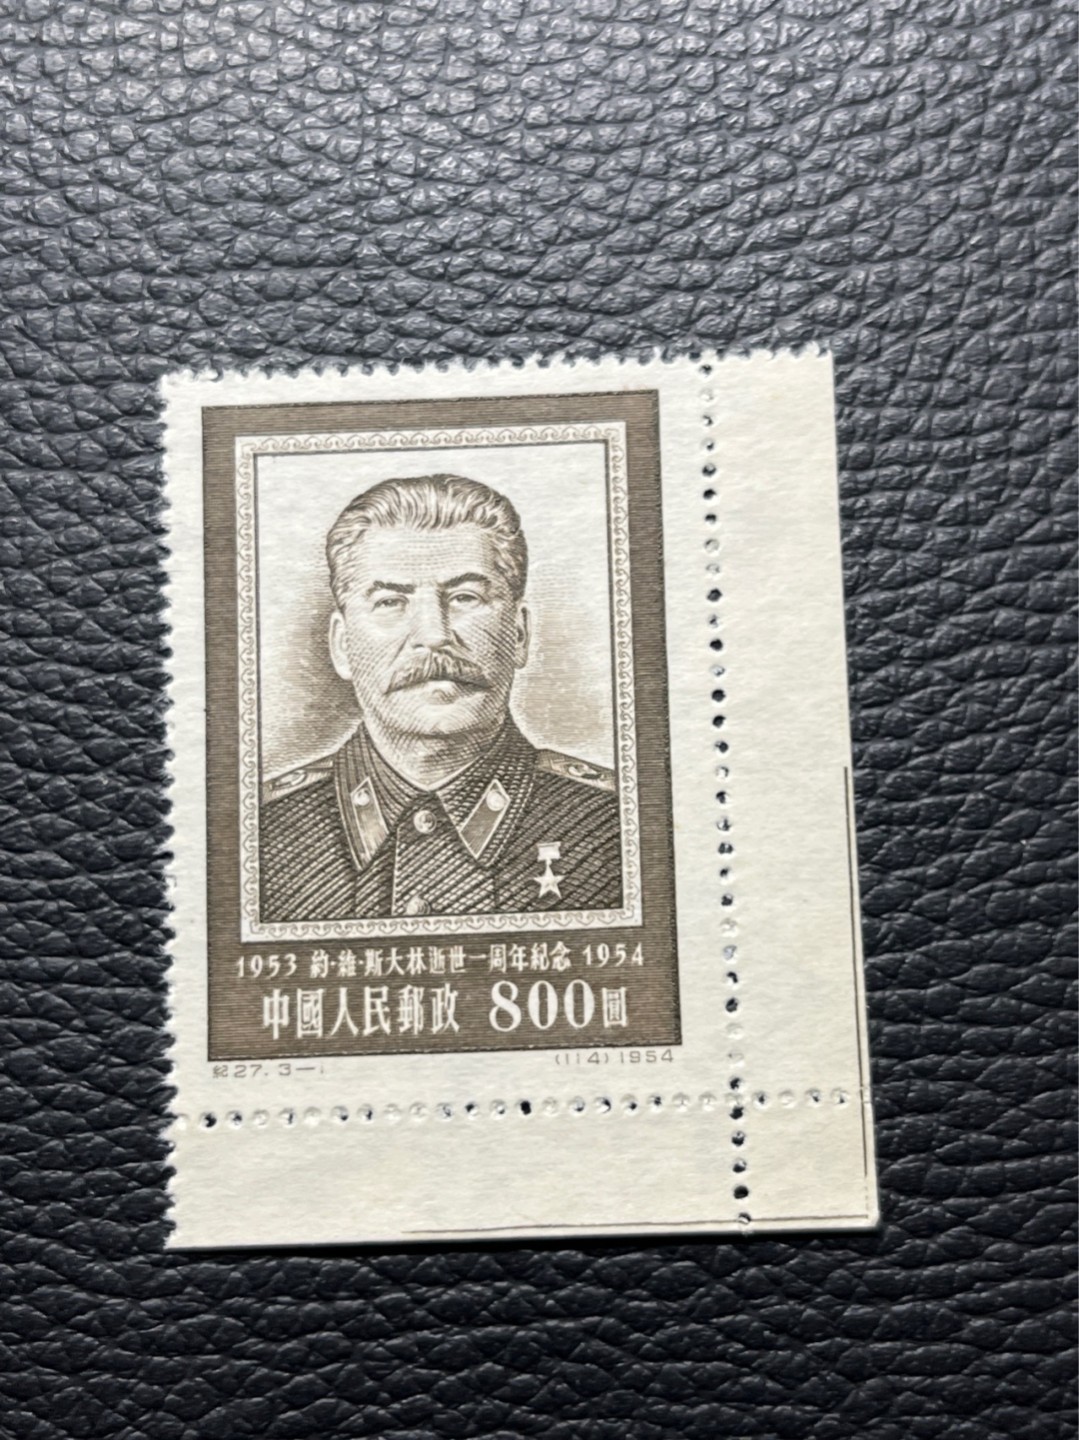 1953 約·維·斯大林逝世一周年紀念 1954
中國人民郵政 800圓
紀27.3—1 (114)1954